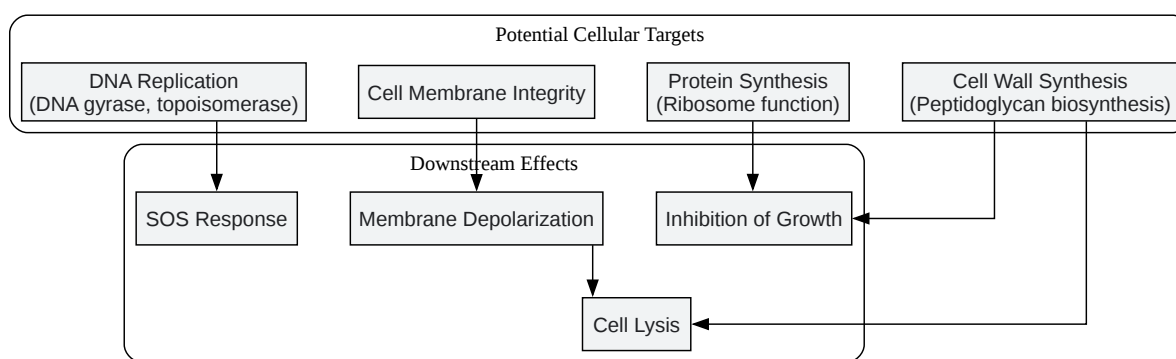 Potential Cellular Targets
DNA Replication
(DNA gyrase, topoisomerase)
Cell Membrane Integrity
Protein Synthesis
(Ribosome function)
Cell Wall Synthesis
(Peptidoglycan biosynthesis)
Downstream Effects
SOS Response
Membrane Depolarization
Inhibition of Growth
Cell Lysis